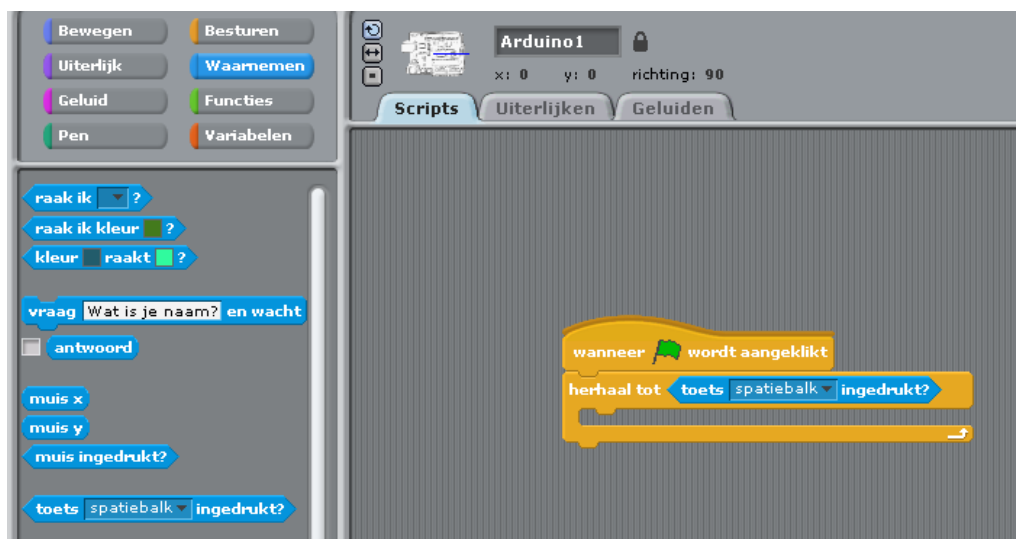 Bewegen Besturen
Uiterlijk Waarnemen
Geluid Functies
Pen Variabelen
raak ik ?
raak ik kleur ?
kleur raakt ?
vraag Wat is je naam? en wacht
antwoord
muis x
muis y
muis ingedrukt?
toets spatiebalk ingedrukt?
Arduino1
x: 0 y: 0 richting: 90
Scripts Uiterlijken Geluiden
wanneer wordt aangeklikt
herhaal tot toets spatiebalk ingedrukt?